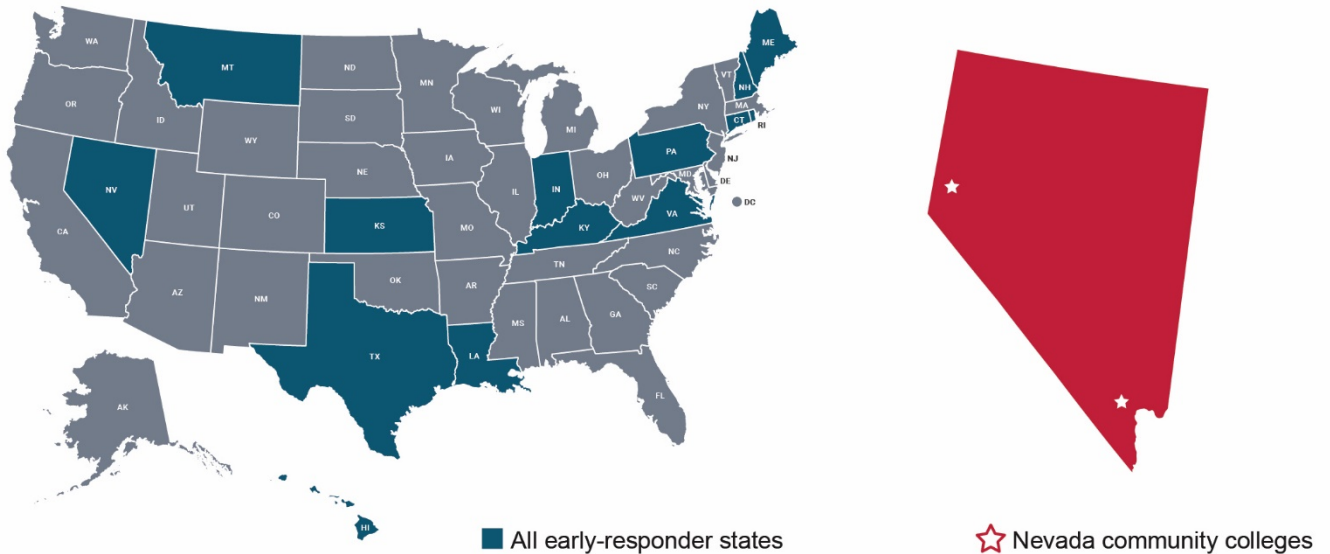 WA
MT
ND
MN
ME
VT
NH
OR
ID
SD
WI
NY
MA
WY
MI
CT
RI
IA
PA
NE
NJ
NV
OH
IL
IN
MD
DE
UT
CO
WV
DC
CA
KS
MO
VA
KY
NC
TN
OK
AZ
NM
AR
SC
MS
AL
GA
TX
LA
FL
AK
HI
All early-responder states
Nevada community colleges